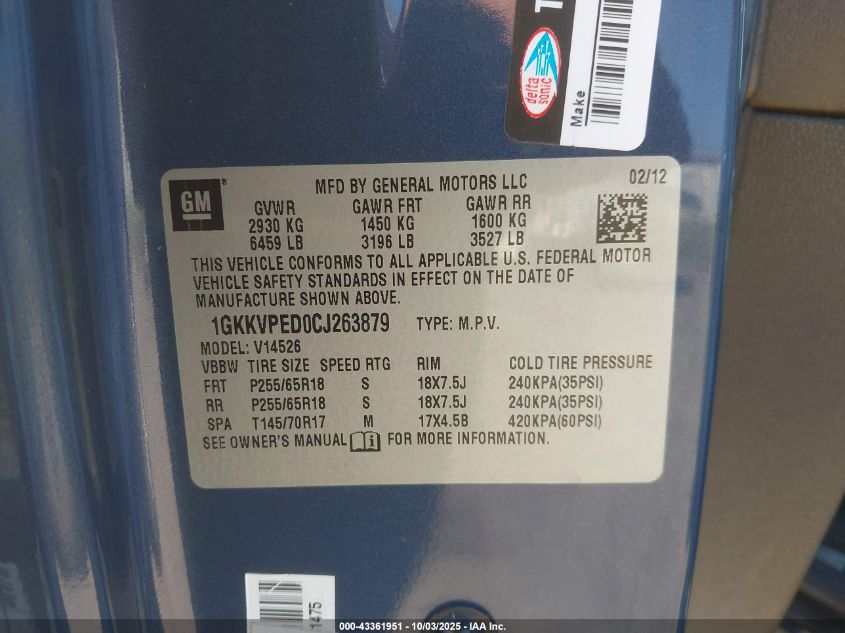 T
delta sonic
Make
GM
MFD BY GENERAL MOTORS LLC 02/12
GVWR GAWR FRT GAWR RR
2930 KG 1450 KG 1600 KG
6459 LB 3196 LB 3527 LB
THIS VEHICLE CONFORMS TO ALL APPLICABLE U.S. FEDERAL MOTOR
VEHICLE SAFETY STANDARDS IN EFFECT ON THE DATE OF
MANUFACTURE SHOWN ABOVE.
1GKKVPED0CJ263879 TYPE: M.P.V.
MODEL: V14526
VBBW TIRE SIZE SPEED RTG RIM COLD TIRE PRESSURE
FRT P255/65R18 S 18X7.5J 240KPA(35PSI)
RR P255/65R18 S 18X7.5J 240KPA(35PSI)
SPA T145/70R17 M 17X4.5B 420KPA(60PSI)
SEE OWNER'S MANUAL i FOR MORE INFORMATION.
1475
000-43361951 - 10/03/2025 - IAA Inc.